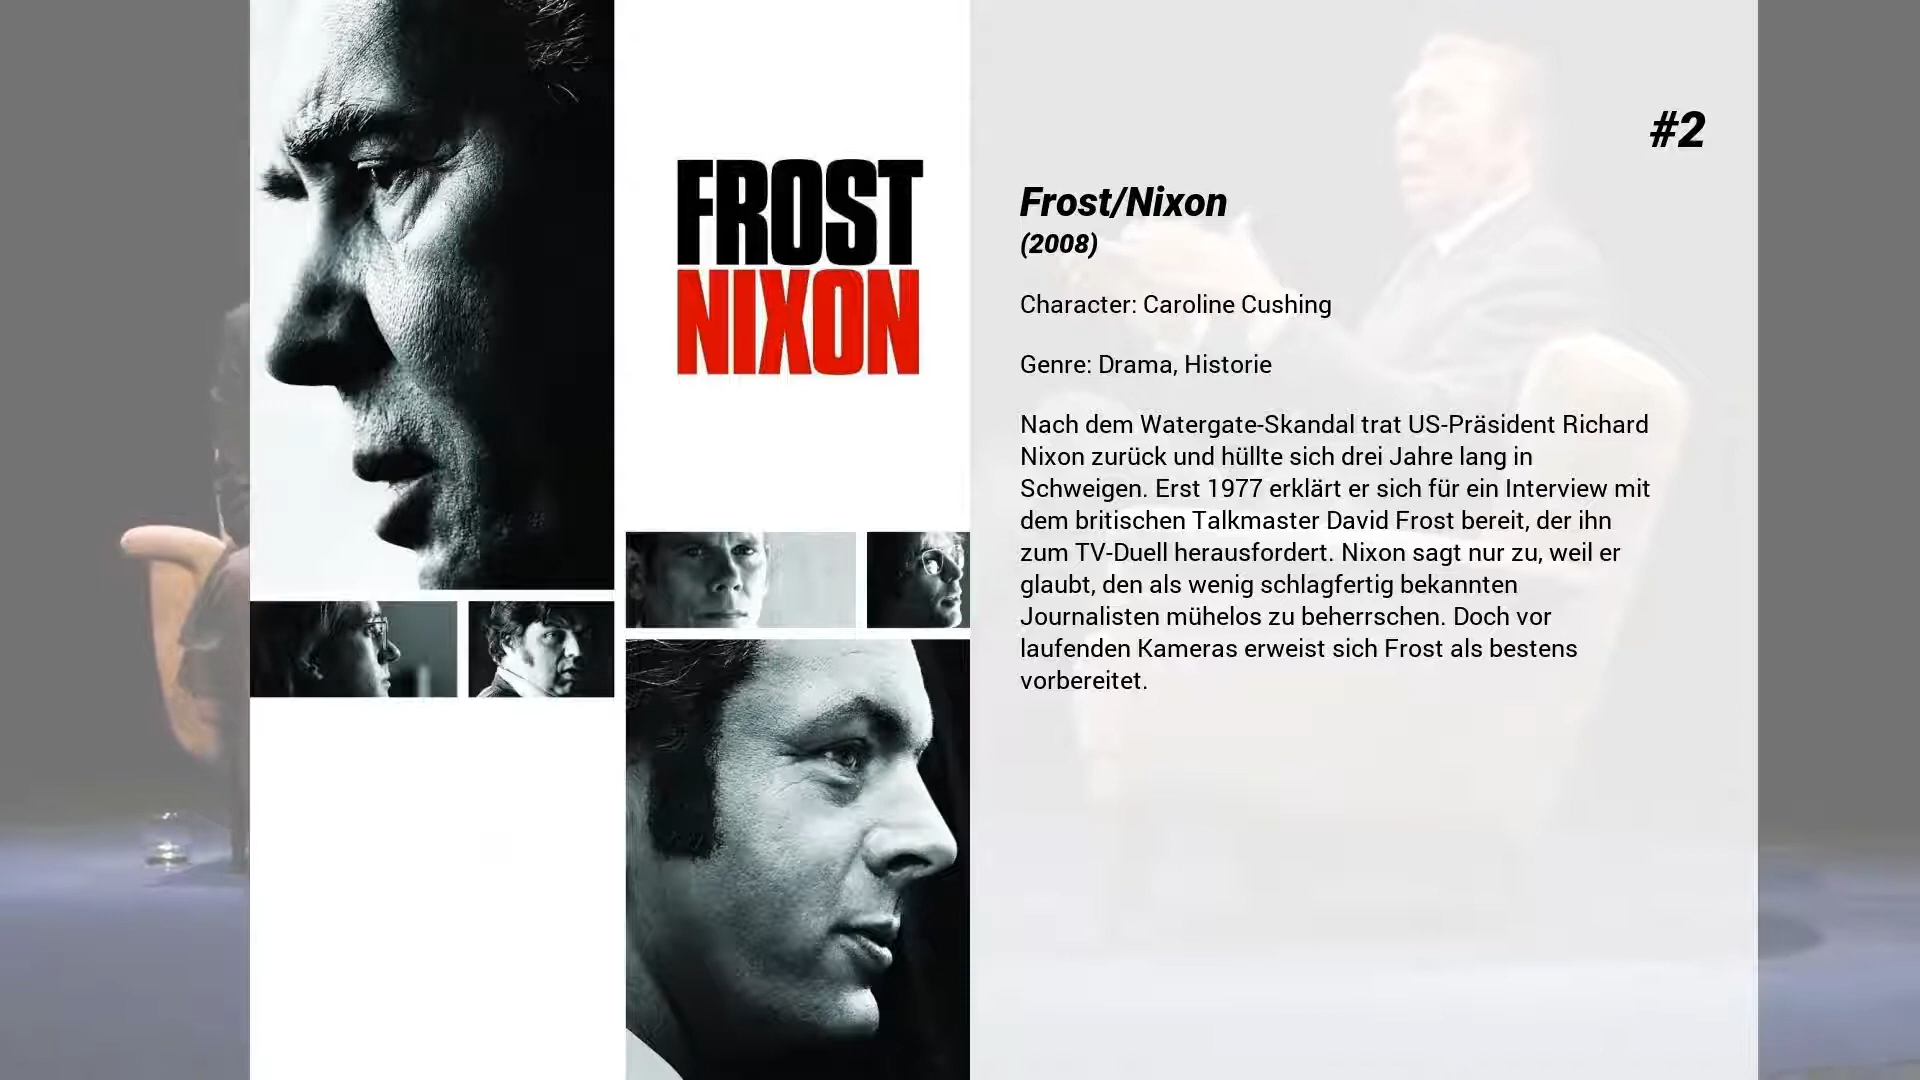 FROST
NIXON
#2
Frost/Nixon
(2008)
Character: Caroline Cushing
Genre: Drama, Historie
Nach dem Watergate-Skandal trat US-Präsident Richard
Nixon zurück und hüllte sich drei Jahre lang in
Schweigen. Erst 1977 erklärt er sich für ein Interview mit
dem britischen Talkmaster David Frost bereit, der ihn
zum TV-Duell herausfordert. Nixon sagt nur zu, weil er
glaubt, den als wenig schlagfertig bekannten
Journalisten mühelos zu beherrschen. Doch vor
laufenden Kameras erweist sich Frost als bestens
vorbereitet.